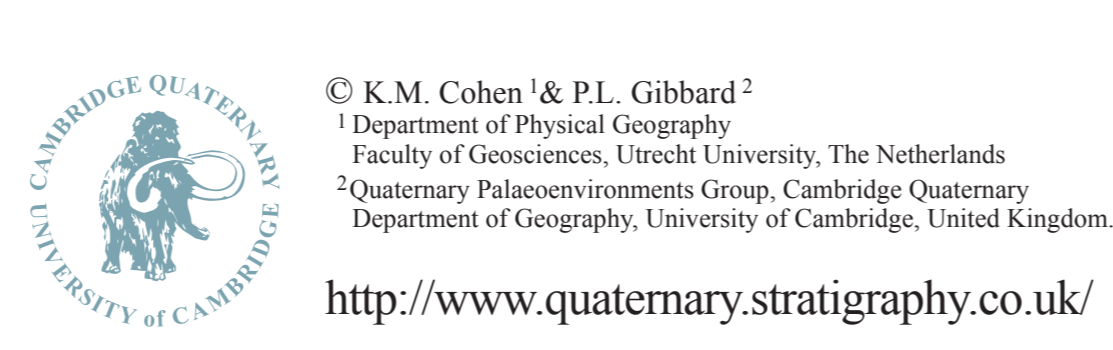 CAMBRIDGE QUATERNARY
UNIVERSITY of CAMBRIDGE
© K.M. Cohen ¹& P.L. Gibbard ²
¹ Department of Physical Geography
Faculty of Geosciences, Utrecht University, The Netherlands
²Quaternary Palaeoenvironments Group, Cambridge Quaternary
Department of Geography, University of Cambridge, United Kingdom.
http://www.quaternary.stratigraphy.co.uk/